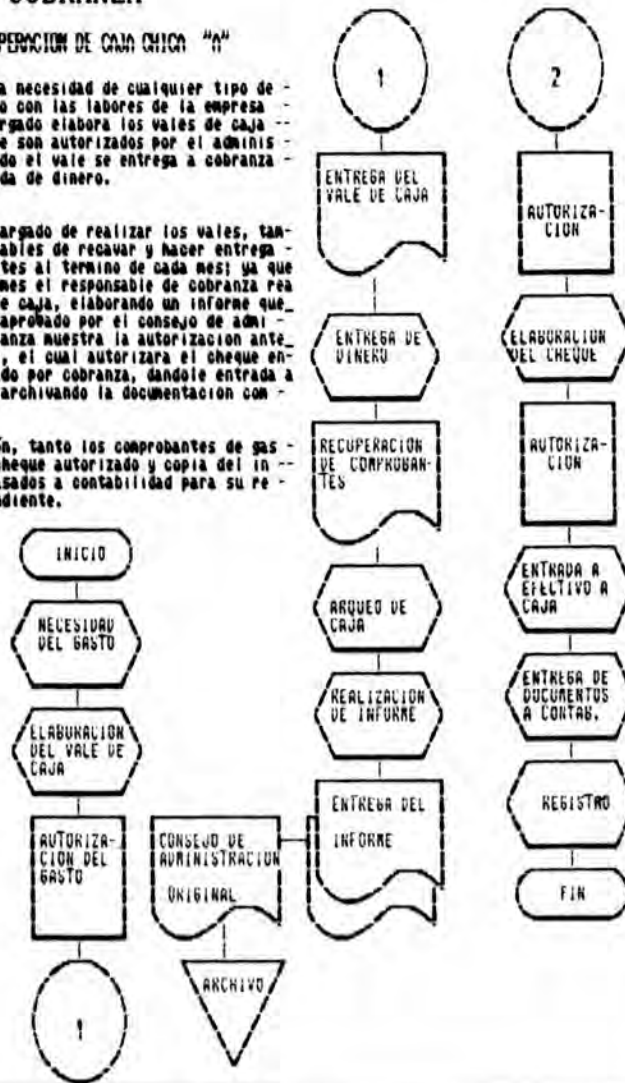 COBRANZA
OPERACION DE CAJA CHICA "A"
a necesidad de cualquier tipo de -
o con las labores de la empresa
rgado elabora los vales de caja --
e son autorizados por el adminis -
do el vale se entrega a cobranza -
da de dinero.
argado de realizar los vales, tam-
ables de recavar y hacer entrega -
tes al termino de cada mes; ya que
mes el responsable de cobranza rea
e caja, elaborando un informe que_
aprobado por el consejo de admi -
anza muestra la autorizacion ante_
, el cual autorizara el cheque en-
do por cobranza, dandole entrada a
archivando la documentacion con -
ón, tanto los comprobantes de gas -
cheque autorizado y copia del in --
asados a contabilidad para su re -
ndiente.
INICIO
NECESIDAD
DEL GASTO
ELABORACION
DEL VALE DE
CAJA
AUTORIZA-
CION DEL
GASTO
1
1
ENTREGA DEL
VALE DE CAJA
ENTREGA DE
DINERO
RECUPERACION
DE COMPROBAN-
TES
ARQUEO DE
CAJA
REALIZACION
DE INFORME
ENTREGA DEL
INFORME
CONSEJO DE
ADMINISTRACION
ORIGINAL
ARCHIVO
2
AUTORIZA-
CION
ELABORACION
DEL CHEQUE
AUTORIZA-
CION
ENTRADA A
EFECTIVO A
CAJA
ENTREGA DE
DOCUMENTOS
A CONTAB.
REGISTRO
FIN